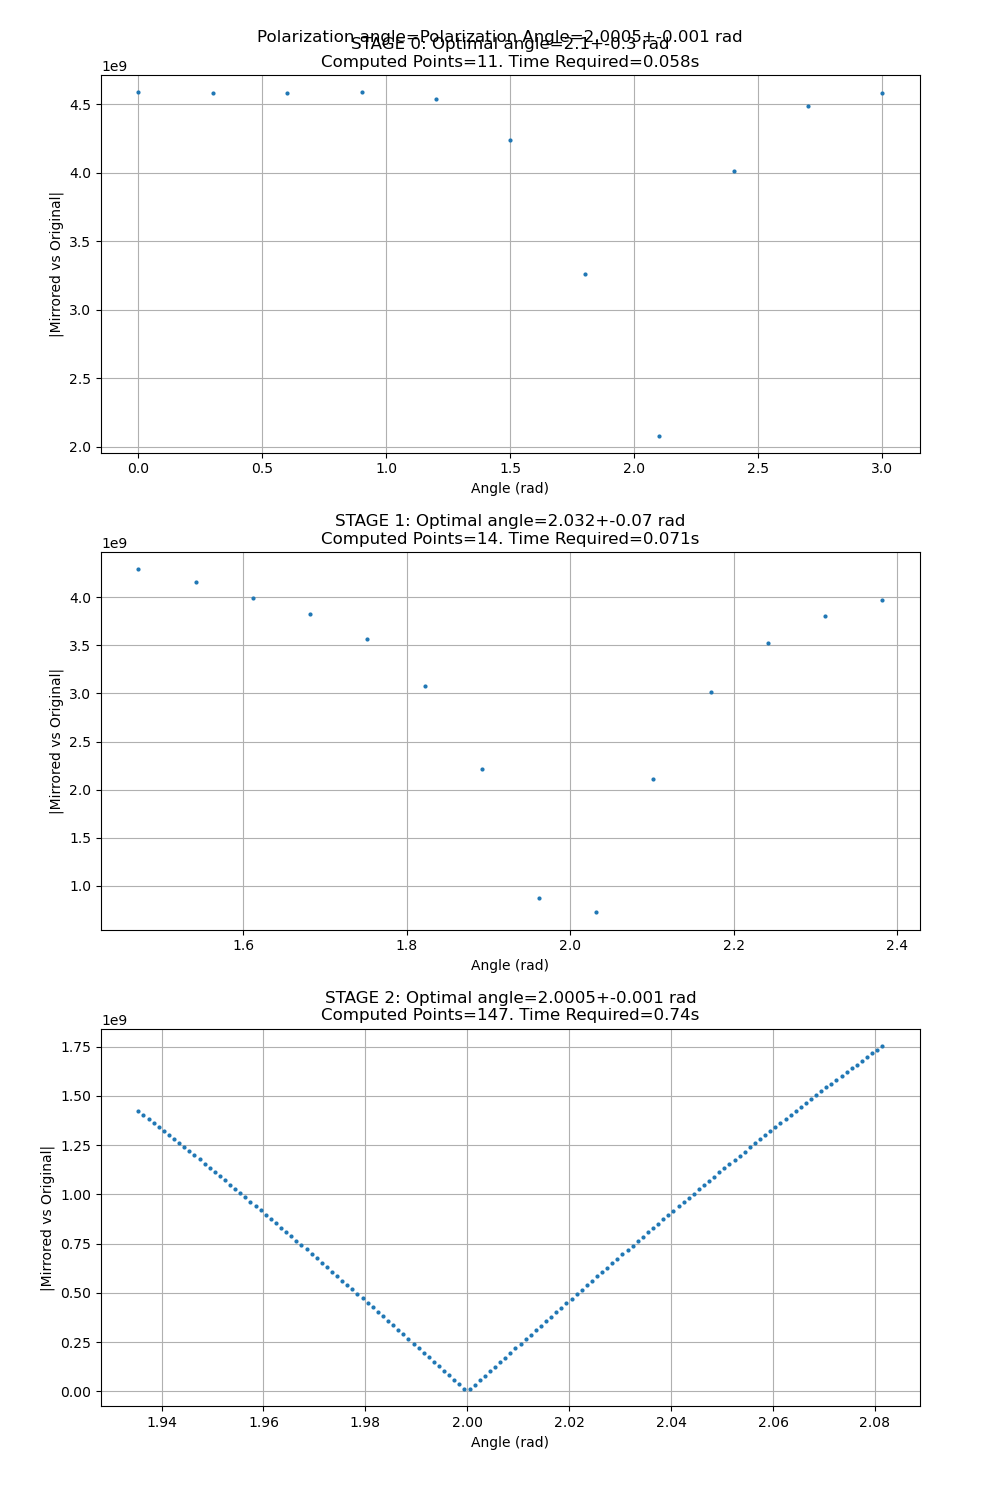 Polarization angle=Polarization Angle=2.0005+-0.001 rad
STAGE 0: Optimal angle=2.1+-0.3 rad
Computed Points=11. Time Required=0.058s
1e9
4.5
4.0
3.5
3.0
2.5
2.0
|Mirrored vs Original|
0.0 0.5 1.0 1.5 2.0 2.5 3.0
Angle (rad)
STAGE 1: Optimal angle=2.032+-0.07 rad
Computed Points=14. Time Required=0.071s
1e9
4.0
3.5
3.0
2.5
2.0
1.5
1.0
|Mirrored vs Original|
1.6 1.8 2.0 2.2 2.4
Angle (rad)
STAGE 2: Optimal angle=2.0005+-0.001 rad
Computed Points=147. Time Required=0.74s
1e9
1.75
1.50
1.25
1.00
0.75
0.50
0.25
0.00
|Mirrored vs Original|
1.94 1.96 1.98 2.00 2.02 2.04 2.06 2.08
Angle (rad)